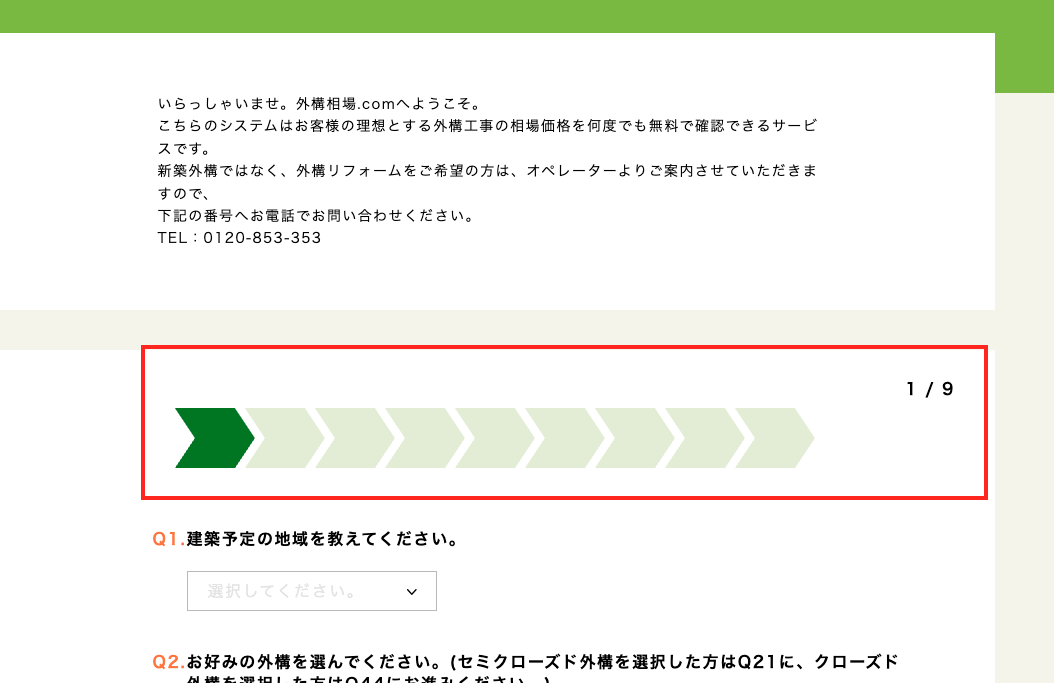 いらっしゃいませ。外構相場.comへようこそ。
こちらのシステムはお客様の理想とする外構工事の相場価格を何度でも無料で確認できるサービ
スです。
新築外構ではなく、外構リフォームをご希望の方は、オペレーターよりご案内させていただきま
すので、
下記の番号へお電話でお問い合わせください。
TEL：0120-853-353
1 / 9
Q1.建築予定の地域を教えてください。
選択してください。
Q2.お好みの外構を選んでください。(セミクローズド外構を選択した方はQ21に、クローズド
外構を選択した方はQ44にお進みください。)